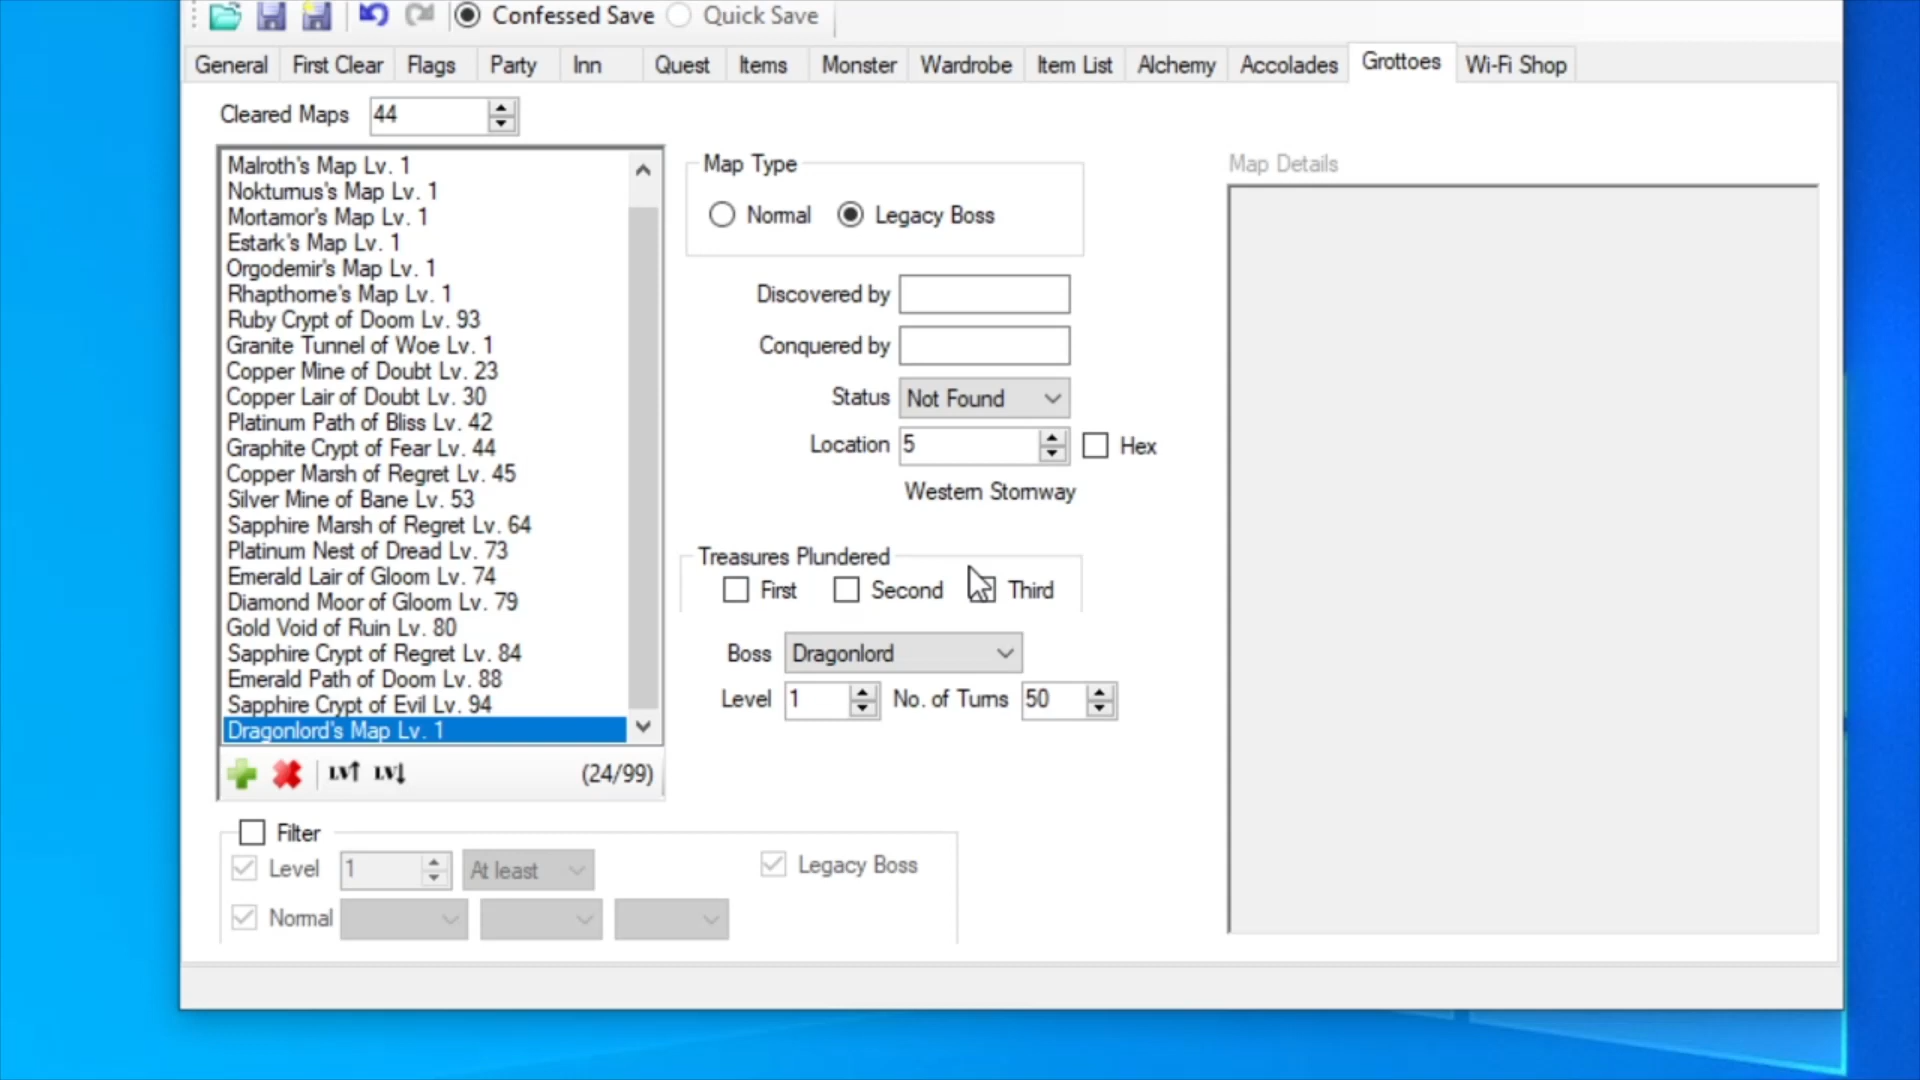 Confessed Save Quick Save
General First Clear Flags Party Inn Quest Items Monster Wardrobe Item List Alchemy Accolades Grottoes Wi-Fi Shop
Cleared Maps 44
Malroth's Map Lv. 1
Nokturnus's Map Lv. 1
Mortamor's Map Lv. 1
Estark's Map Lv. 1
Orgodemir's Map Lv. 1
Rhapthorne's Map Lv. 1
Ruby Crypt of Doom Lv. 93
Granite Tunnel of Woe Lv. 1
Copper Mine of Doubt Lv. 23
Copper Lair of Doubt Lv. 30
Platinum Path of Bliss Lv. 42
Graphite Crypt of Fear Lv. 44
Copper Marsh of Regret Lv. 45
Silver Mine of Bane Lv. 53
Sapphire Marsh of Regret Lv. 64
Platinum Nest of Dread Lv. 73
Emerald Lair of Gloom Lv. 74
Diamond Moor of Gloom Lv. 79
Gold Void of Ruin Lv. 80
Sapphire Crypt of Regret Lv. 84
Emerald Path of Doom Lv. 88
Sapphire Crypt of Evil Lv. 94
Dragonlord's Map Lv. 1
LV↑ LV↓ (24/99)
Map Type
Normal Legacy Boss
Discovered by
Conquered by
Status Not Found
Location 5 Hex
Western Stornway
Treasures Plundered
First Second Third
Boss Dragonlord
Level 1 No. of Turns 50
Map Details
Filter
Level 1 At least Legacy Boss
Normal